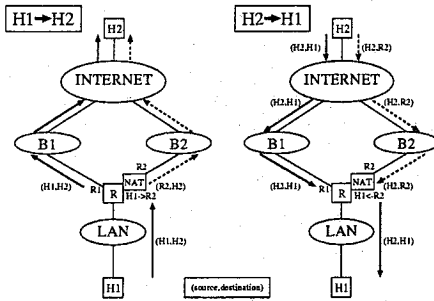 H1→H2
H2
INTERNET
B1
B2
R2
R1
R
NAT
H1->R2
(H1,H2)
(R2,H2)
LAN
(H1,H2)
H1
H2→H1
H2
(H2,H1)
(H2,R2)
INTERNET
(H2,H1)
(H2,R2)
B1
B2
R2
(H2,H1)
R1
R
NAT
(H2,R2)
H1<-R2
LAN
(H2,H1)
H1
(source,destination)